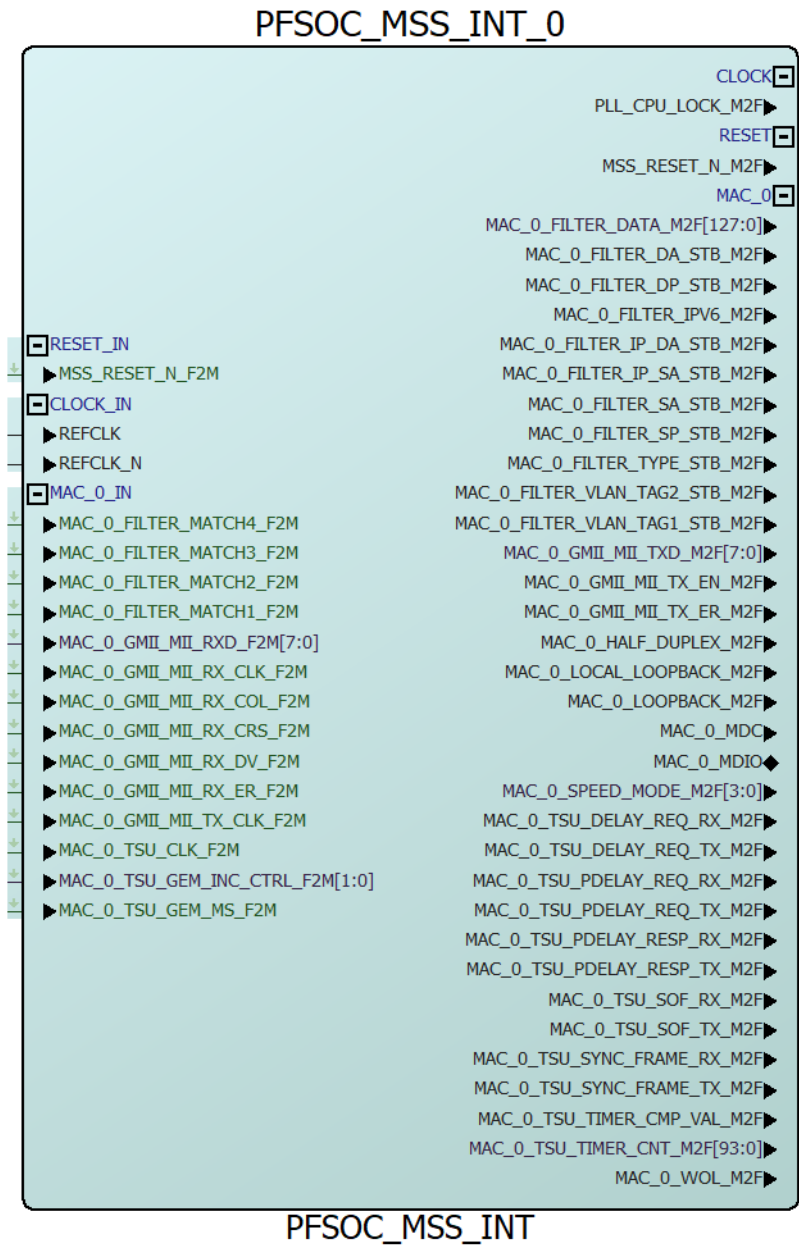 PFSOC_MSS_INT_0
CLOCK
PLL_CPU_LOCK_M2F
RESET
MSS_RESET_N_M2F
MAC_0
MAC_0_FILTER_DATA_M2F[127:0]
MAC_0_FILTER_DA_STB_M2F
MAC_0_FILTER_DP_STB_M2F
MAC_0_FILTER_IPV6_M2F
RESET_IN
MAC_0_FILTER_IP_DA_STB_M2F
MSS_RESET_N_F2M
MAC_0_FILTER_IP_SA_STB_M2F
CLOCK_IN
MAC_0_FILTER_SA_STB_M2F
REFCLK
MAC_0_FILTER_SP_STB_M2F
REFCLK_N
MAC_0_FILTER_TYPE_STB_M2F
MAC_0_IN
MAC_0_FILTER_VLAN_TAG2_STB_M2F
MAC_0_FILTER_MATCH4_F2M
MAC_0_FILTER_VLAN_TAG1_STB_M2F
MAC_0_FILTER_MATCH3_F2M
MAC_0_GMII_MII_TXD_M2F[7:0]
MAC_0_FILTER_MATCH2_F2M
MAC_0_GMII_MII_TX_EN_M2F
MAC_0_FILTER_MATCH1_F2M
MAC_0_GMII_MII_TX_ER_M2F
MAC_0_GMII_MII_RXD_F2M[7:0]
MAC_0_HALF_DUPLEX_M2F
MAC_0_GMII_MII_RX_CLK_F2M
MAC_0_LOCAL_LOOPBACK_M2F
MAC_0_GMII_MII_RX_COL_F2M
MAC_0_LOOPBACK_M2F
MAC_0_GMII_MII_RX_CRS_F2M
MAC_0_MDC
MAC_0_GMII_MII_RX_DV_F2M
MAC_0_MDIO
MAC_0_GMII_MII_RX_ER_F2M
MAC_0_SPEED_MODE_M2F[3:0]
MAC_0_GMII_MII_TX_CLK_F2M
MAC_0_TSU_DELAY_REQ_RX_M2F
MAC_0_TSU_CLK_F2M
MAC_0_TSU_DELAY_REQ_TX_M2F
MAC_0_TSU_GEM_INC_CTRL_F2M[1:0]
MAC_0_TSU_PDELAY_REQ_RX_M2F
MAC_0_TSU_GEM_MS_F2M
MAC_0_TSU_PDELAY_REQ_TX_M2F
MAC_0_TSU_PDELAY_RESP_RX_M2F
MAC_0_TSU_PDELAY_RESP_TX_M2F
MAC_0_TSU_SOF_RX_M2F
MAC_0_TSU_SOF_TX_M2F
MAC_0_TSU_SYNC_FRAME_RX_M2F
MAC_0_TSU_SYNC_FRAME_TX_M2F
MAC_0_TSU_TIMER_CMP_VAL_M2F
MAC_0_TSU_TIMER_CNT_M2F[93:0]
MAC_0_WOL_M2F
PFSOC_MSS_INT